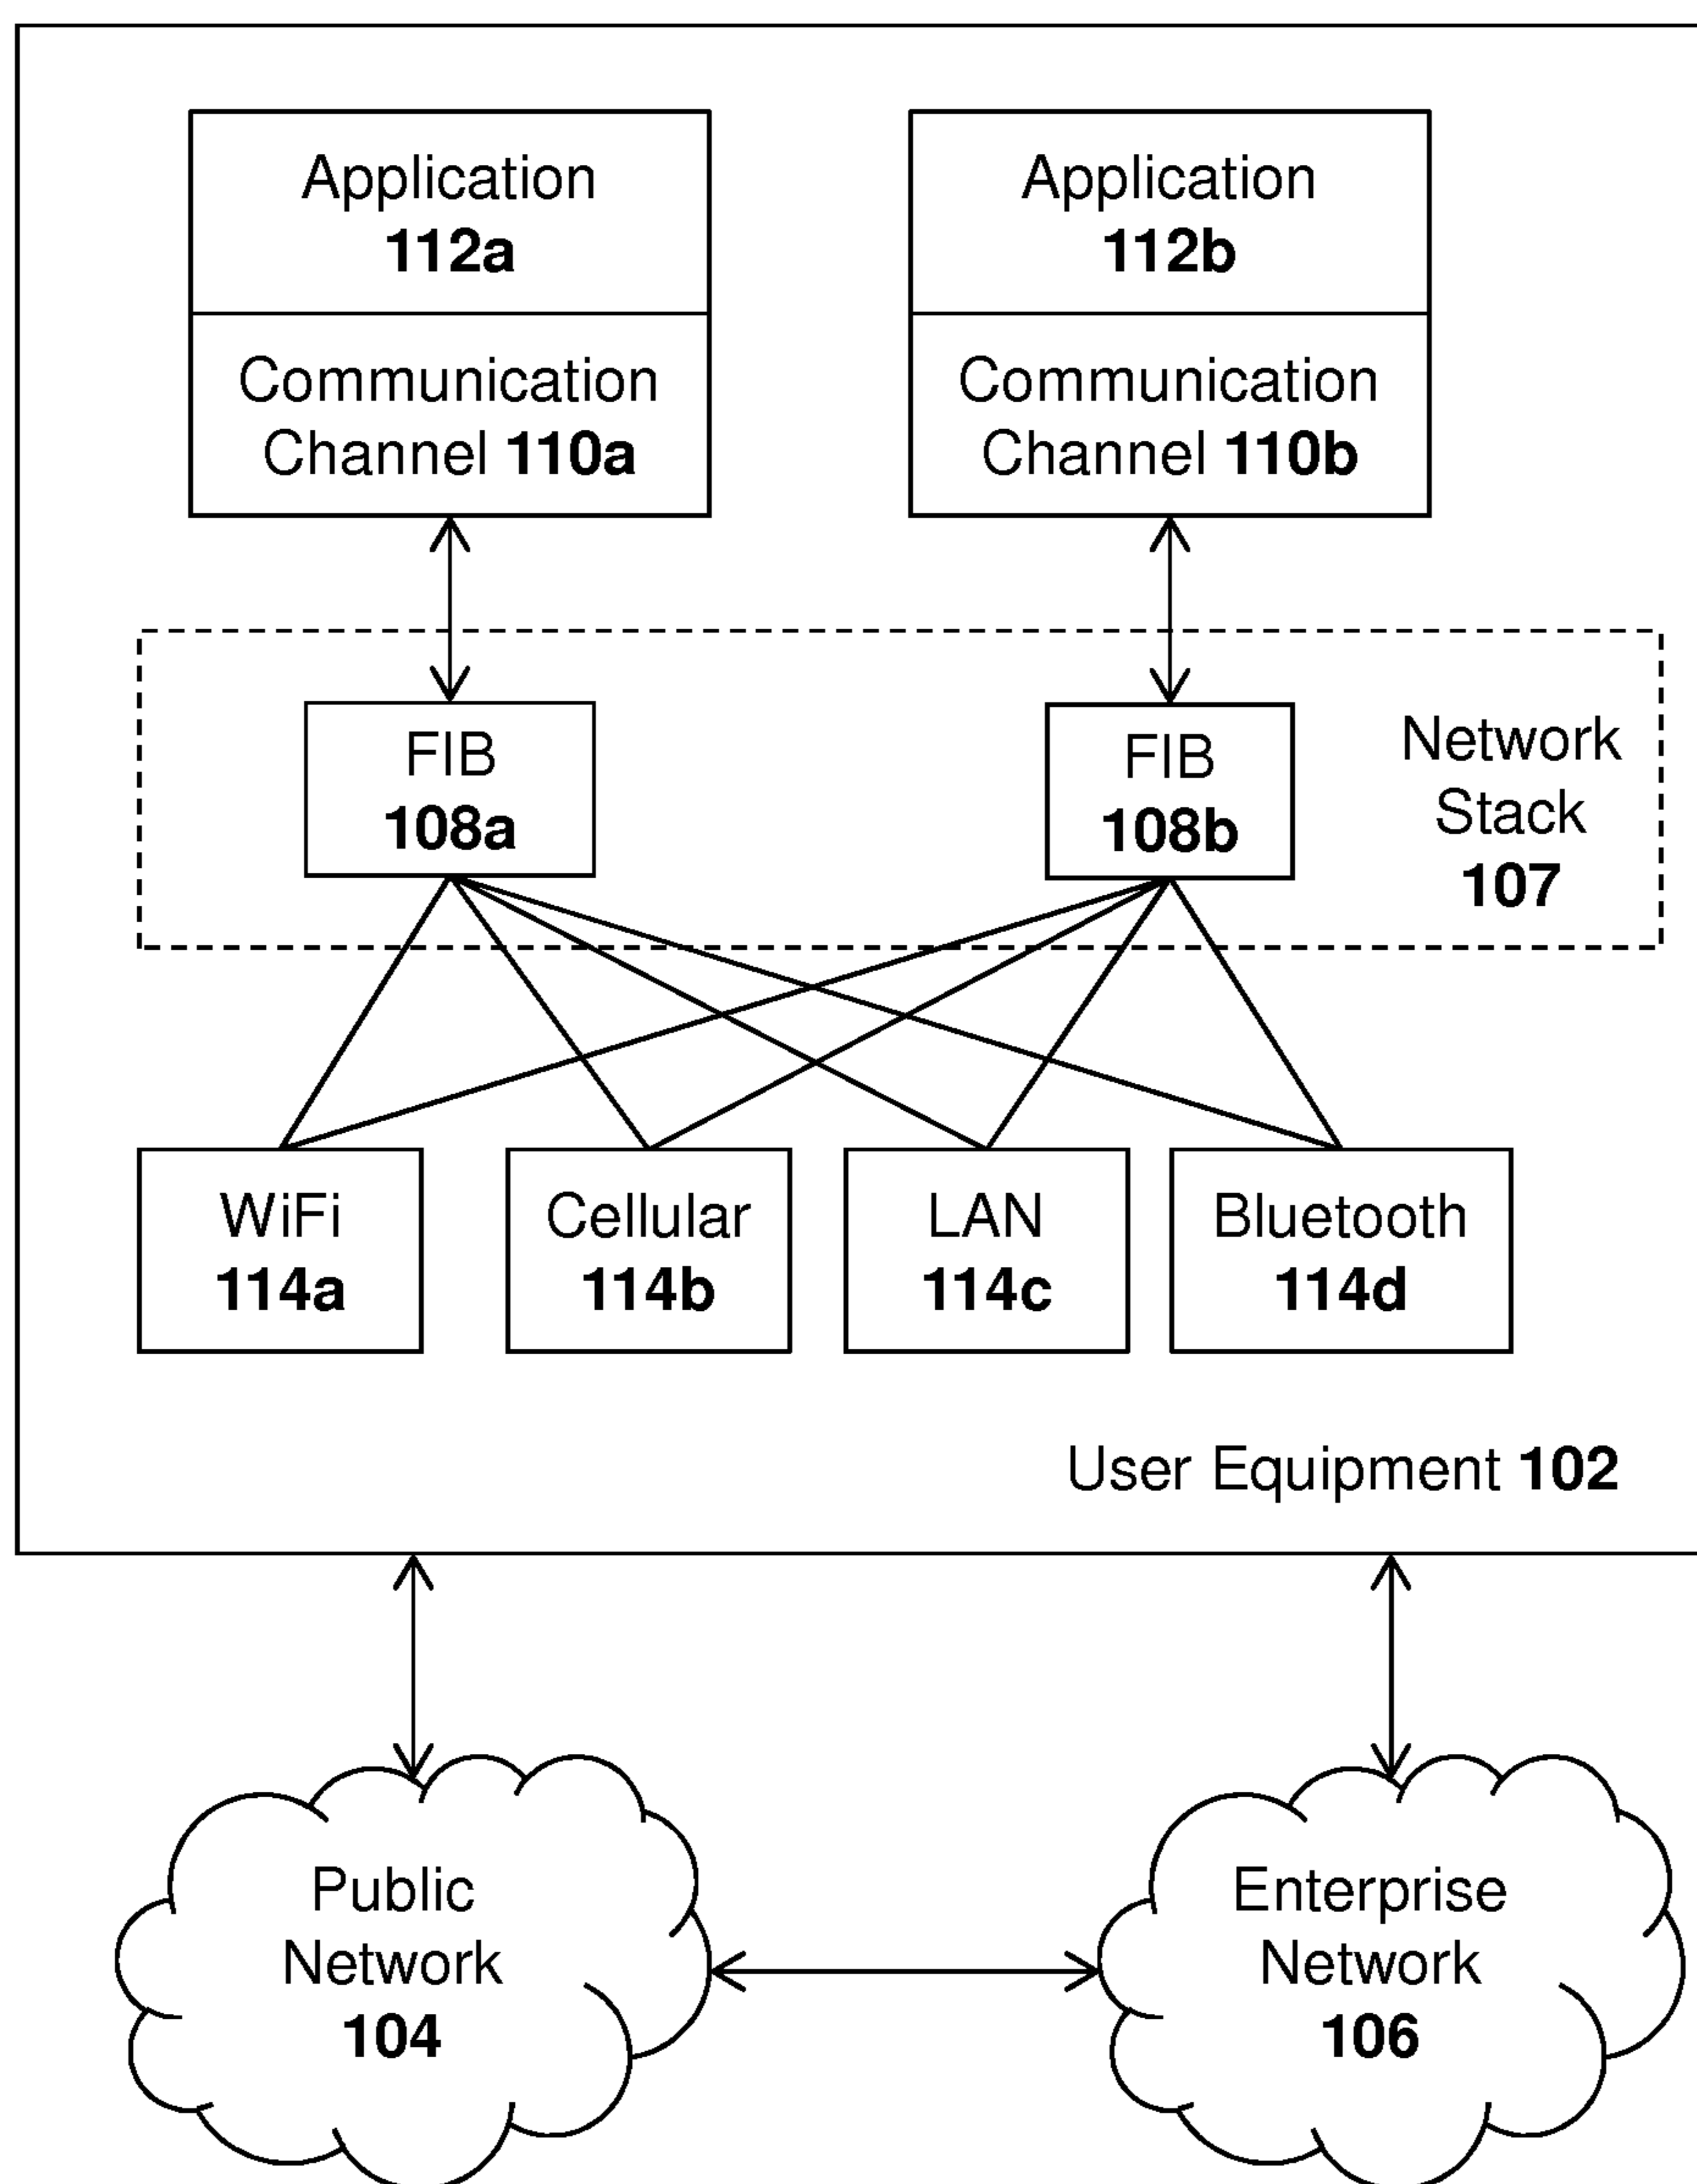 Application
112a
Communication
Channel 110a
Application
112b
Communication
Channel 110b
FIB
108a
FIB
108b
Network
Stack
107
WiFi
114a
Cellular
114b
LAN
114c
Bluetooth
114d
User Equipment 102
Public
Network
104
Enterprise
Network
106